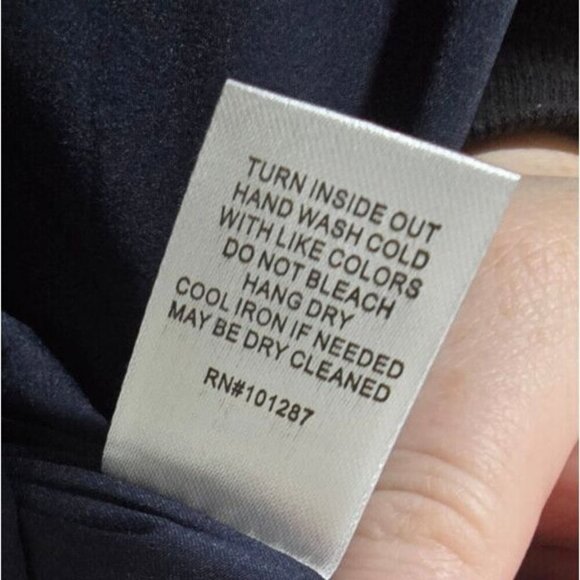 TURN INSIDE OUT
HAND WASH COLD
WITH LIKE COLORS
DO NOT BLEACH
HANG DRY
COOL IRON IF NEEDED
MAY BE DRY CLEANED
RN#101287